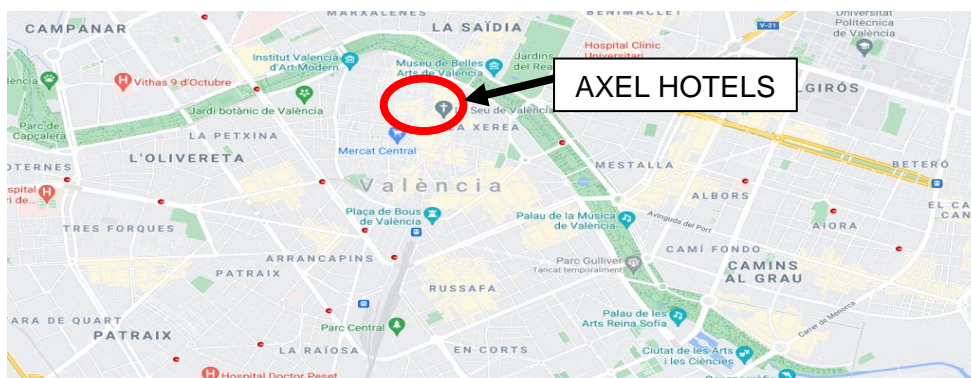 MARXALENES
BENIMACLET
Universitat
Politècnica
de València
CAMPANAR
LA SAÏDIA
V-21
Hospital Clínic
Universitari
Institut Valencià
d'Art Modern
Museu de Belles
Arts de València
Jardins
del Real
Vithas 9 d'Octubre
AXEL HOTELS
Jardí botànic de València
La Seu de València
Parc de
Capçalera
LA PETXINA
LA XEREA
Mercat Central
L'OLIVERETA
MESTALLA
BETERÓ
València
ALBORS
Plaça de Bous
de València
Palau de la Música
de València
Avinguda del Port
TRES FORQUES
AIORA
CAMÍ FONDO
ARRANCAPINS
Parc Gulliver
Tancat temporalment
CAMINS
AL GRAU
PATRAIX
RUSSAFA
Carrer de Menorca
ARA DE QUART
PATRAIX
Parc Central
Palau de les
Arts Reina Sofía
LA RAÏOSA
EN CORTS
Ciutat de les Arts
i les Ciències
Hospital Doctor Peset